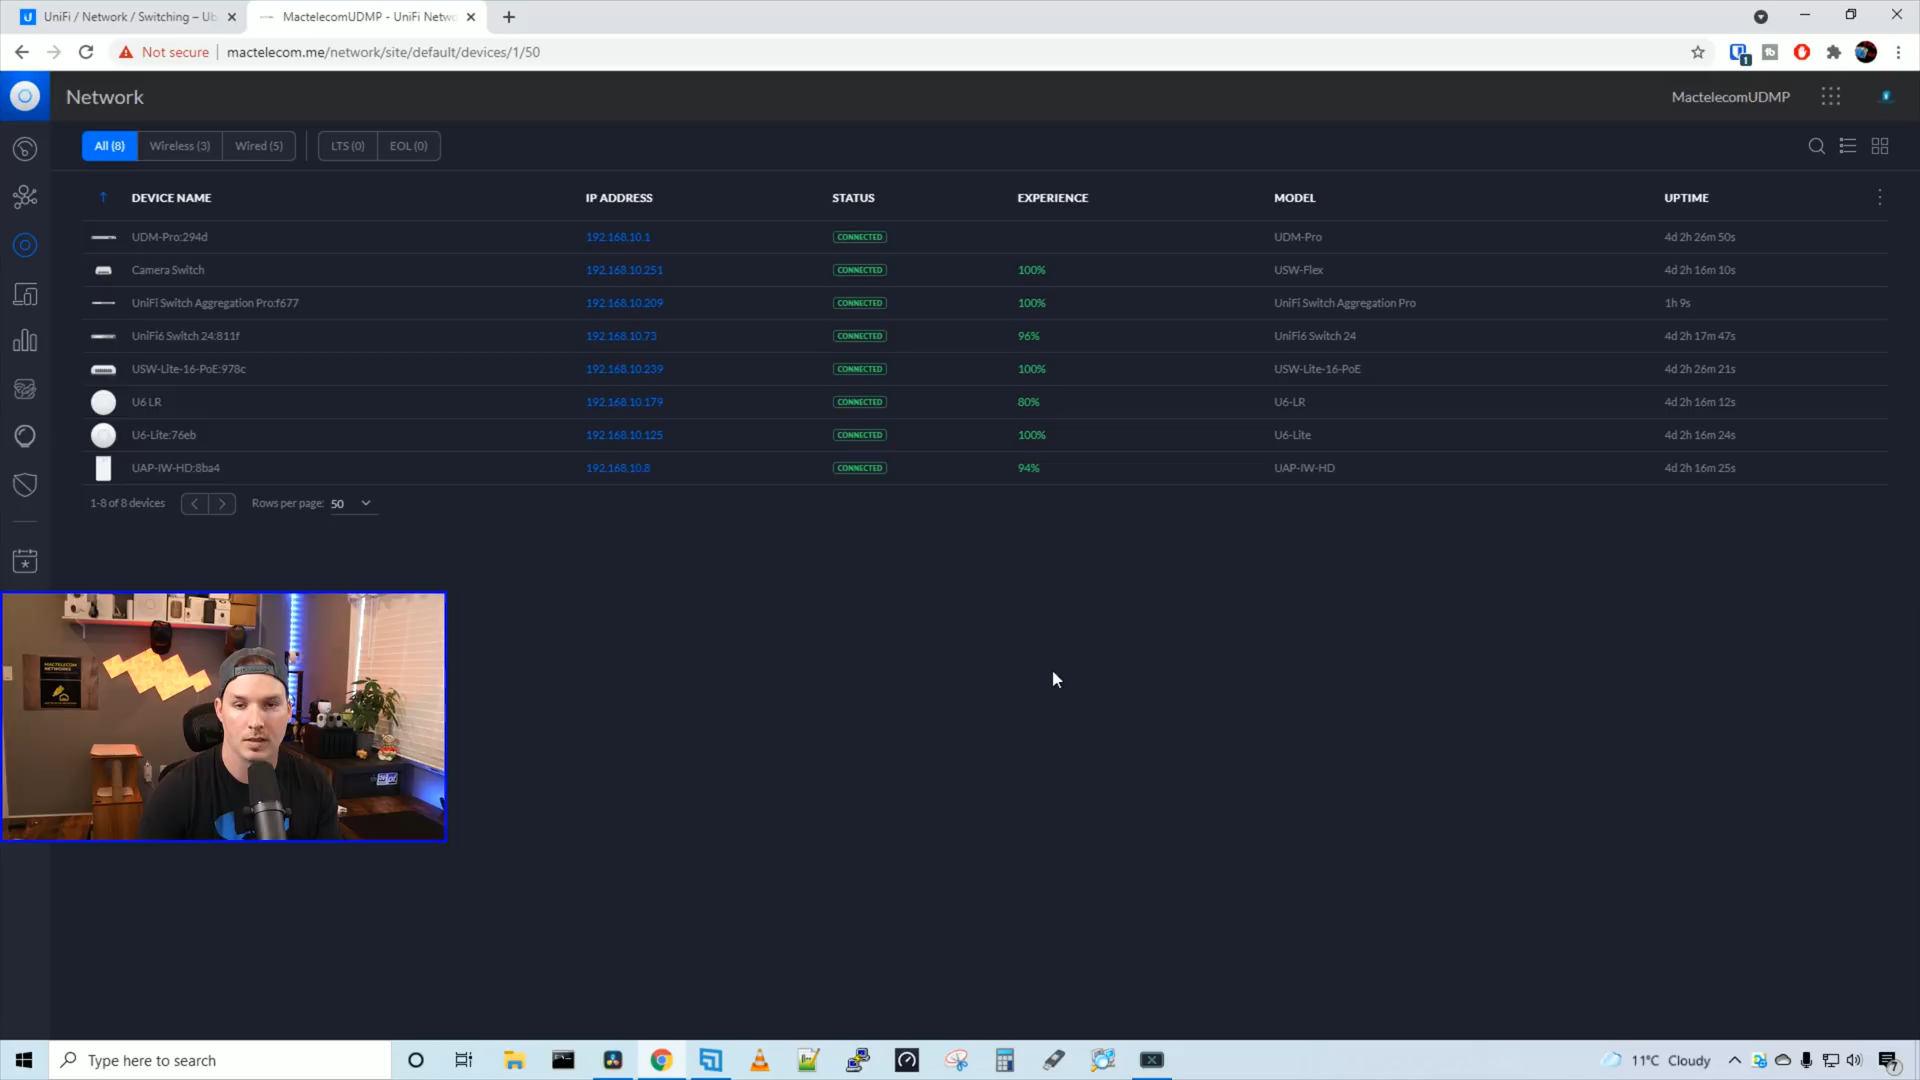 UniFi / Network / Switching – Ub
MactelecomUDMP - UniFi Netwo
Not secure
mactelecom.me/network/site/default/devices/1/50
1
Network
MactelecomUDMP
All (8)
Wireless (3)
Wired (5)
LTS (0)
EOL (0)
DEVICE NAME IP ADDRESS STATUS EXPERIENCE MODEL UPTIME
UDM-Pro:294d 192.168.10.1 CONNECTED UDM-Pro 4d 2h 26m 50s
Camera Switch 192.168.10.251 CONNECTED 100% USW-Flex 4d 2h 16m 10s
UniFi Switch Aggregation Pro:f677 192.168.10.209 CONNECTED 100% UniFi Switch Aggregation Pro 1h 9s
UniFi6 Switch 24:811f 192.168.10.73 CONNECTED 96% UniFi6 Switch 24 4d 2h 17m 47s
USW-Lite-16-PoE:978c 192.168.10.239 CONNECTED 100% USW-Lite-16-PoE 4d 2h 26m 21s
U6 LR 192.168.10.179 CONNECTED 80% U6-LR 4d 2h 16m 12s
U6-Lite:76eb 192.168.10.125 CONNECTED 100% U6-Lite 4d 2h 16m 24s
UAP-IW-HD:8ba4 192.168.10.8 CONNECTED 94% UAP-IW-HD 4d 2h 16m 25s
1-8 of 8 devices
Rows per page: 50
MACTELECOM
NETWORKS
Type here to search
11°C Cloudy
7